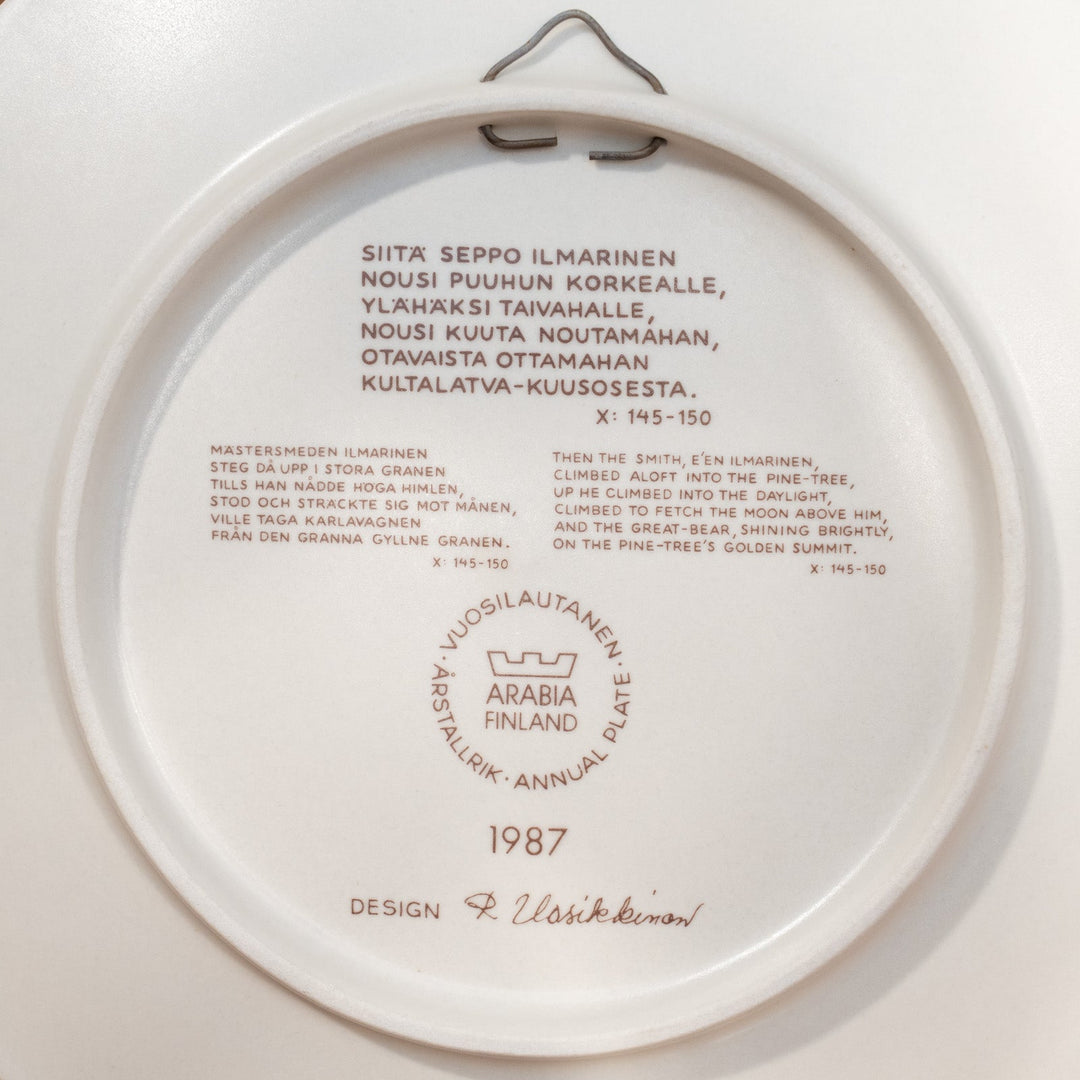 SIITÄ SEPPO ILMARINEN
NOUSI PUUHUN KORKEALLE,
YLÄHÄKSI TAIVAHALLE,
NOUSI KUUTA NOUTAMAHAN,
OTAVAISTA OTTAMAHAN
KULTALATVA-KUUSOSESTA.
X: 145-150
MÄSTERSMEDEN ILMARINEN
STEG DÅ UPP I STORA GRANEN
TILLS HAN NÅDDE HÖGA HIMLEN,
STOD OCH STRÄCKTE SIG MOT MÅNEN,
VILLE TAGA KARLAVAGNEN
FRÅN DEN GRANNA GYLLNE GRANEN.
X: 145-150
THEN THE SMITH, E'EN ILMARINEN,
CLIMBED ALOFT INTO THE PINE-TREE,
UP HE CLIMBED INTO THE DAYLIGHT,
CLIMBED TO FETCH THE MOON ABOVE HIM,
AND THE GREAT-BEAR, SHINING BRIGHTLY,
ON THE PINE-TREE'S GOLDEN SUMMIT.
X: 145-150
· VUOSILAUTANEN · ANNUAL PLATE · ÅRSTALLRIK
ARABIA
FINLAND
1987
DESIGN R Uosikkinen